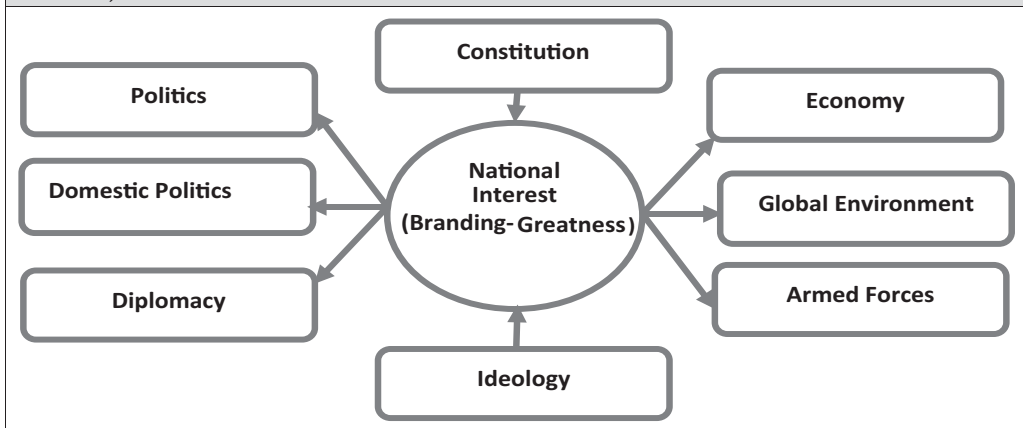 Constitution
Politics
Economy
Domestic Politics
National
Interest
(Branding-Greatness)
Global Environment
Diplomacy
Armed Forces
Ideology